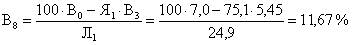 В₈ = (100·В₀ − Я₁·В₃) / Л₁ = (100·7,0 − 75,1·5,45) / 24,9 = 11,67 %